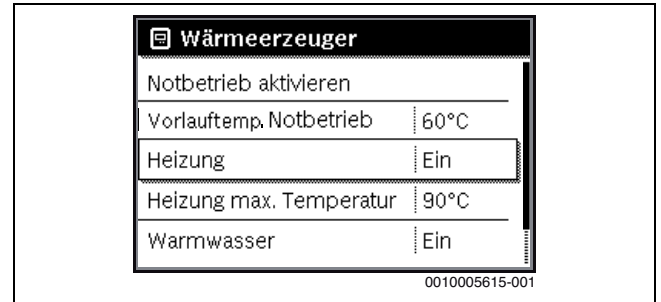 Wärmeerzeuger
Notbetrieb aktivieren
Vorlauftemp. Notbetrieb 60°C
Heizung Ein
Heizung max. Temperatur 90°C
Warmwasser Ein
0010005615-001